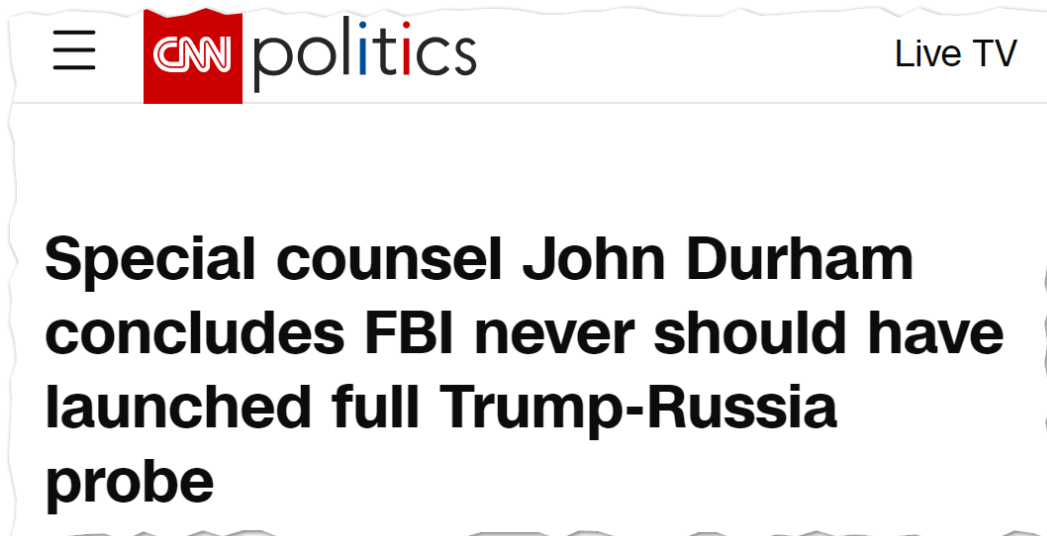 CNN politics
Live TV
Special counsel John Durham
concludes FBI never should have
launched full Trump-Russia
probe